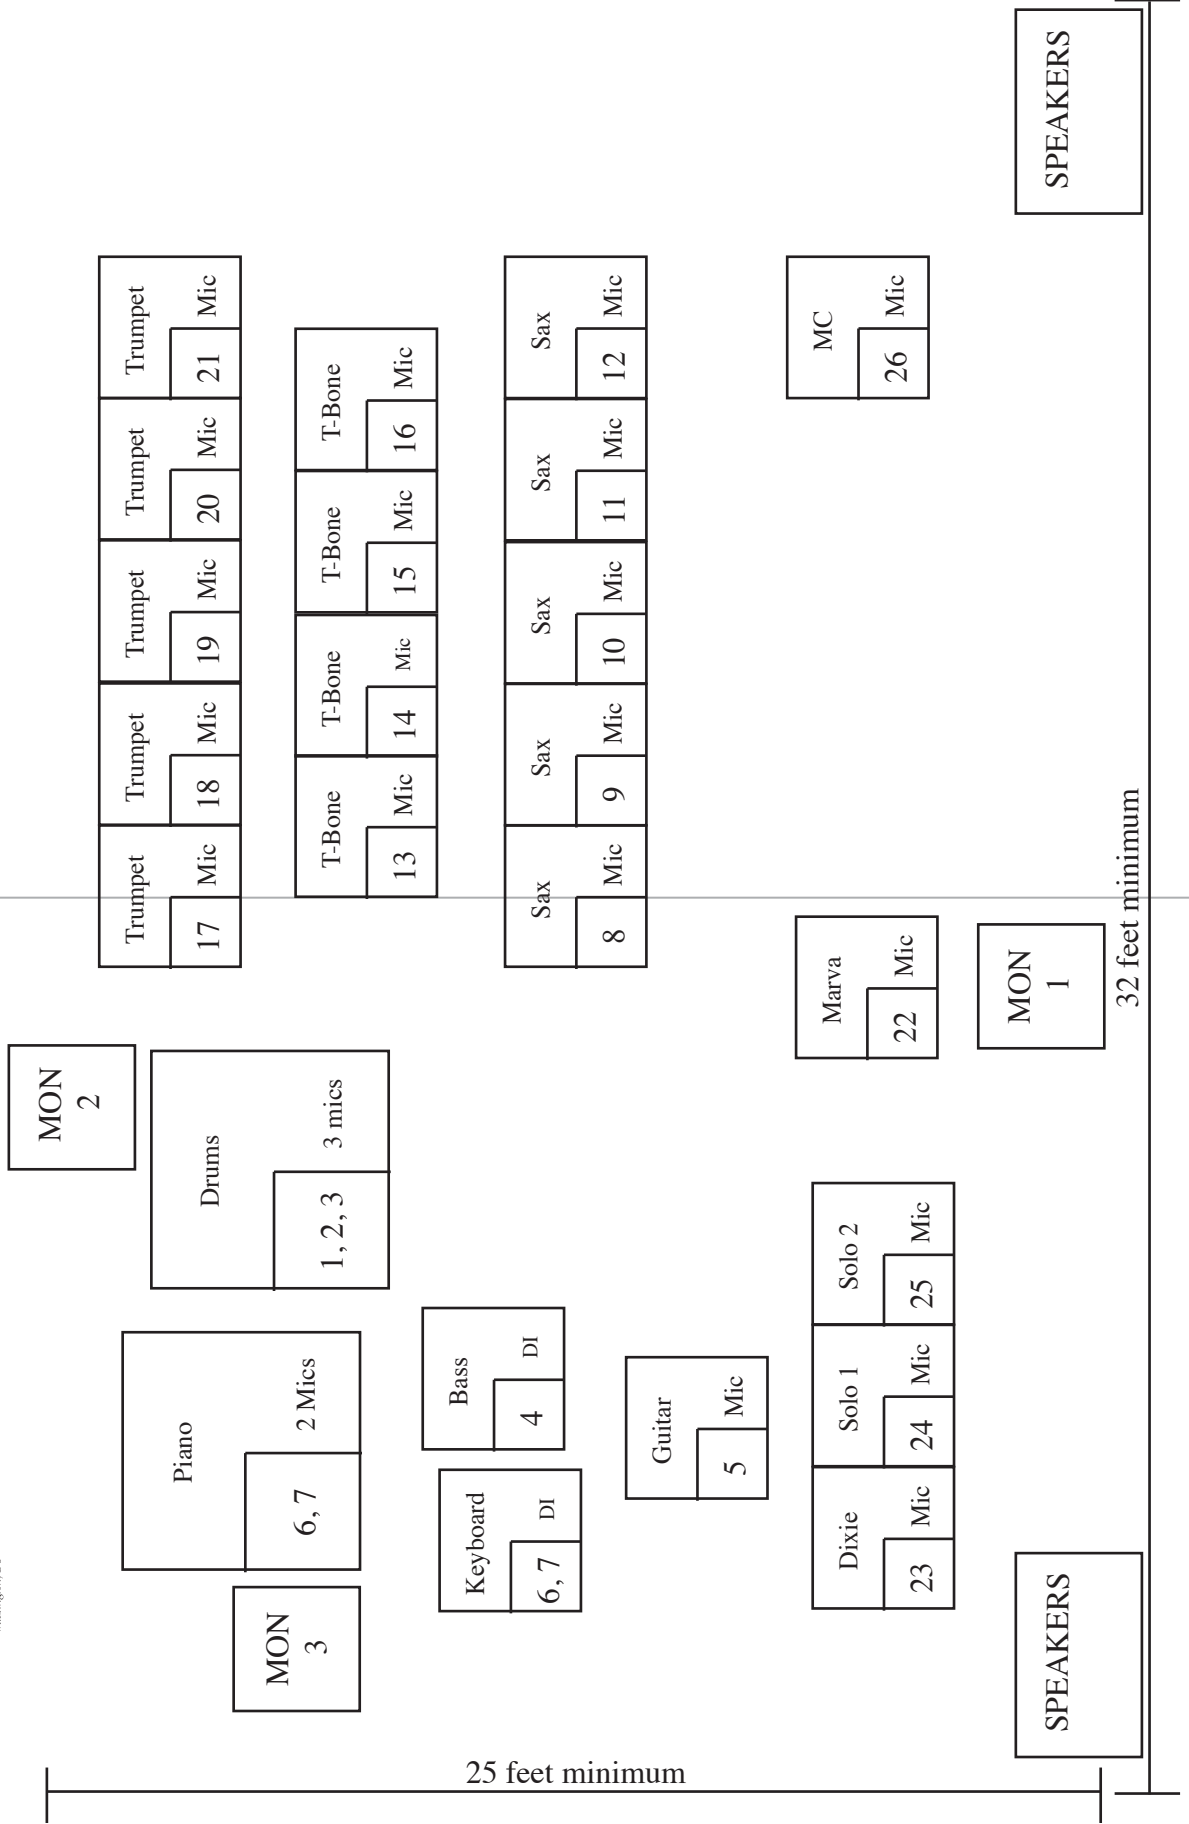 MON
2
Piano
2 Mics
6, 7
Drums
3 mics
1, 2, 3
Trumpet
Mic
17
Trumpet
Mic
18
Trumpet
Mic
19
Trumpet
Mic
20
Trumpet
Mic
21
MON
3
T-Bone
Mic
13
T-Bone
Mic
14
T-Bone
Mic
15
T-Bone
Mic
16
Keyboard
DI
6, 7
Bass
DI
4
Sax
Mic
8
Sax
Mic
9
Sax
Mic
10
Sax
Mic
11
Sax
Mic
12
Guitar
Mic
5
Dixie
Mic
23
Solo 1
Mic
24
Solo 2
Mic
25
Marva
Mic
22
MC
Mic
26
SPEAKERS
MON
1
SPEAKERS
25 feet minimum
32 feet minimum